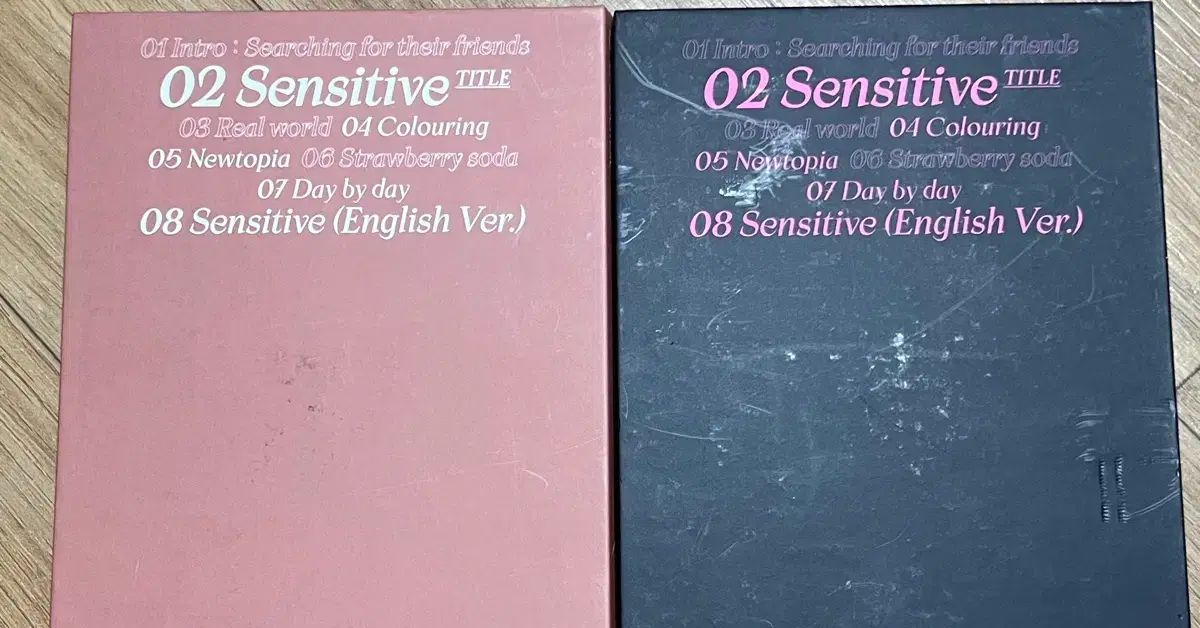 01 Intro : Searching for their friends
02 Sensitive TITLE
03 Real world 04 Colouring
05 Newtopia 06 Strawberry soda
07 Day by day
08 Sensitive (English Ver.)
01 Intro : Searching for their friends
02 Sensitive TITLE
03 Real world 04 Colouring
05 Newtopia 06 Strawberry soda
07 Day by day
08 Sensitive (English Ver.)